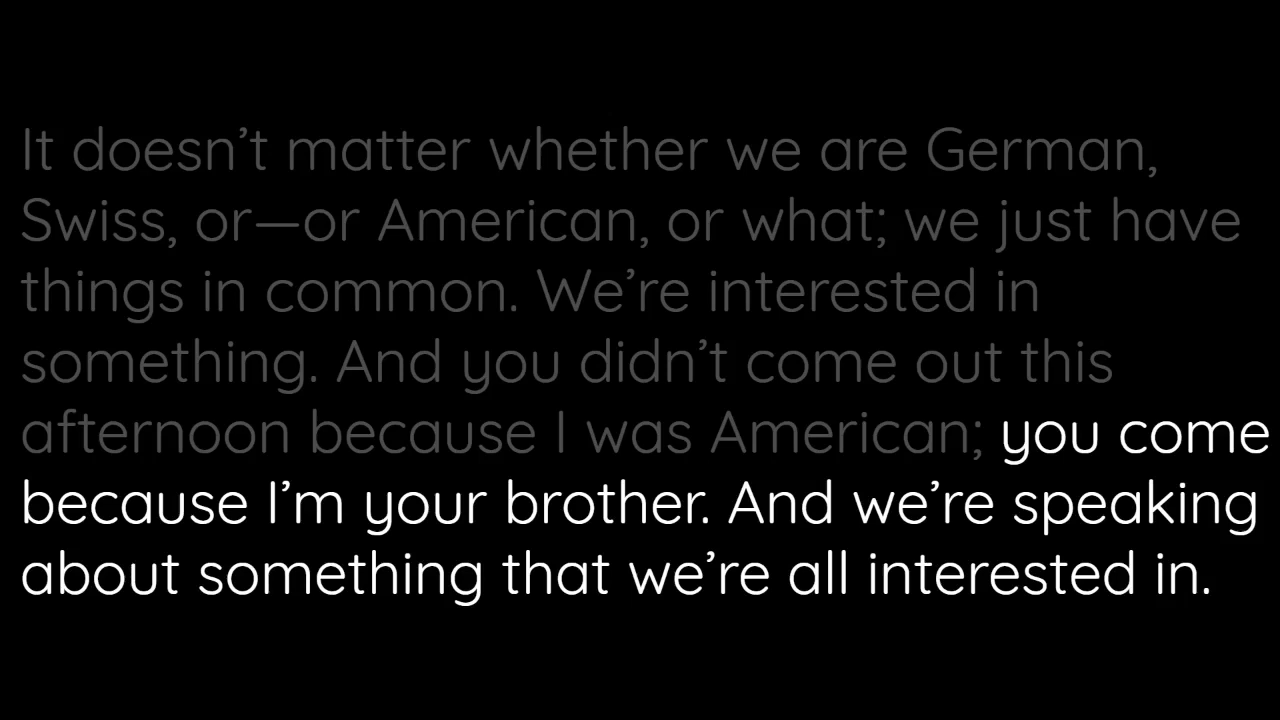 It doesn’t matter whether we are German,
Swiss, or—or American, or what; we just have
things in common. We’re interested in
something. And you didn’t come out this
afternoon because I was American; you come
because I’m your brother. And we’re speaking
about something that we’re all interested in.